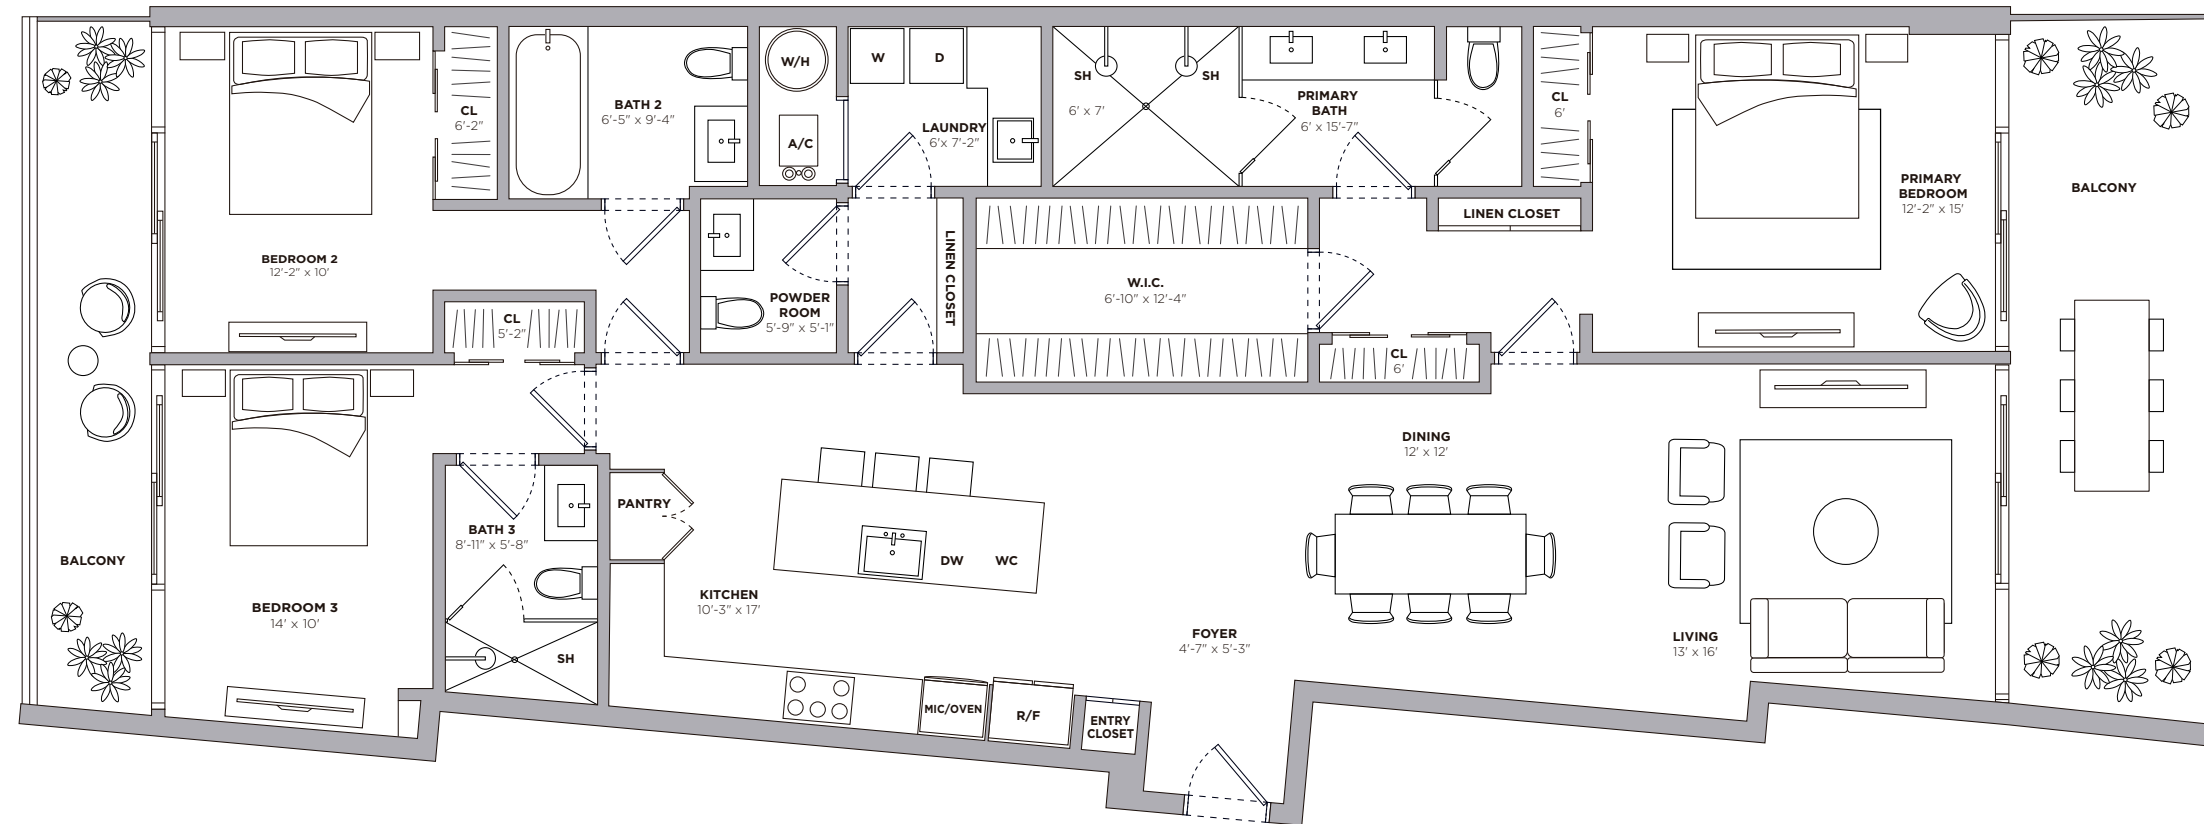 CL
6'-2"
BATH 2
6'-5" x 9'-4"
W/H
A/C
W
D
LAUNDRY
6'x 7'-2"
SH
SH
6' x 7'
PRIMARY
BATH
6' x 15'-7"
CL
6'
PRIMARY
BEDROOM
12'-2" x 15'
BALCONY
LINEN CLOSET
BEDROOM 2
12'-2" x 10'
LINEN CLOSET
W.I.C.
6'-10" x 12'-4"
POWDER
ROOM
5'-9" x 5'-1"
CL
5'-2"
CL
6'
DINING
12' x 12'
PANTRY
BATH 3
8'-11" x 5'-8"
BALCONY
DW
WC
KITCHEN
10'-3" x 17'
BEDROOM 3
14' x 10'
FOYER
4'-7" x 5'-3"
LIVING
13' x 16'
SH
MIC/OVEN
R/F
ENTRY
CLOSET